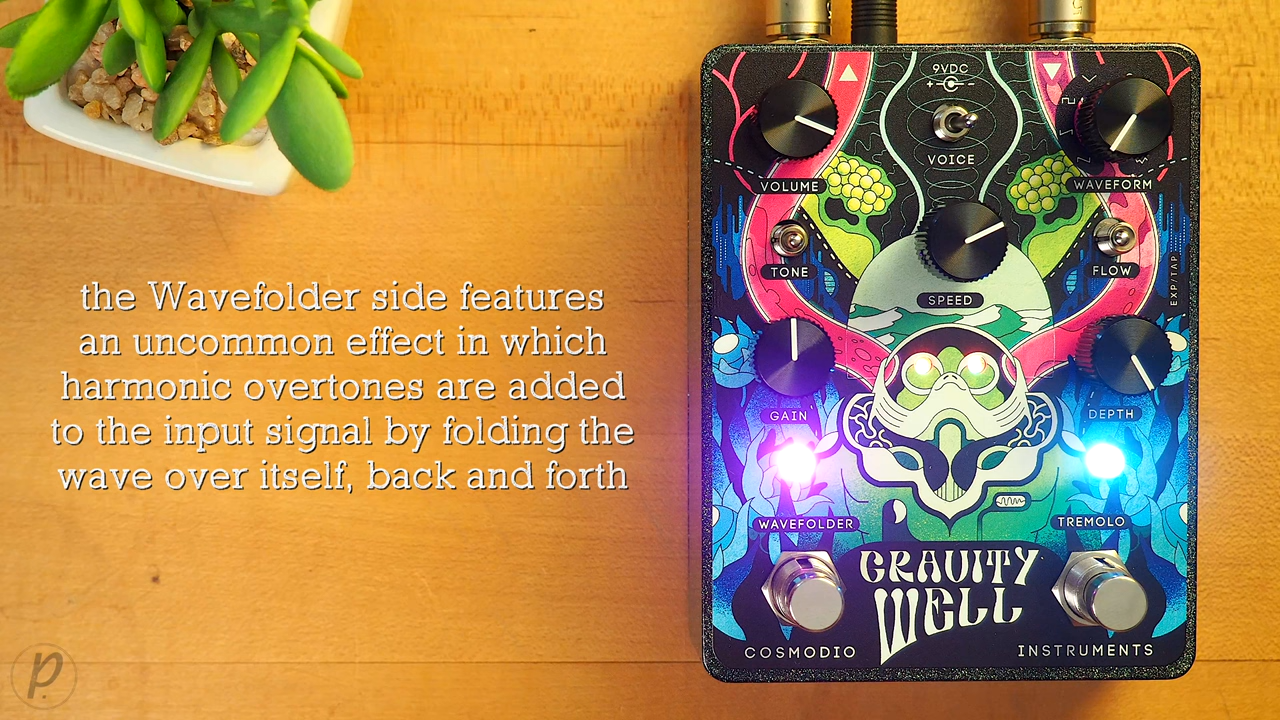 the Wavefolder side features
an uncommon effect in which
harmonic overtones are added
to the input signal by folding the
wave over itself, back and forth
9VDC
VOICE
VOLUME
WAVEFORM
TONE
FLOW
EXP/TAP
SPEED
GAIN
DEPTH
WAVEFOLDER
TREMOLO
GRAVITY
WELL
COSMODIO
INSTRUMENTS
p.